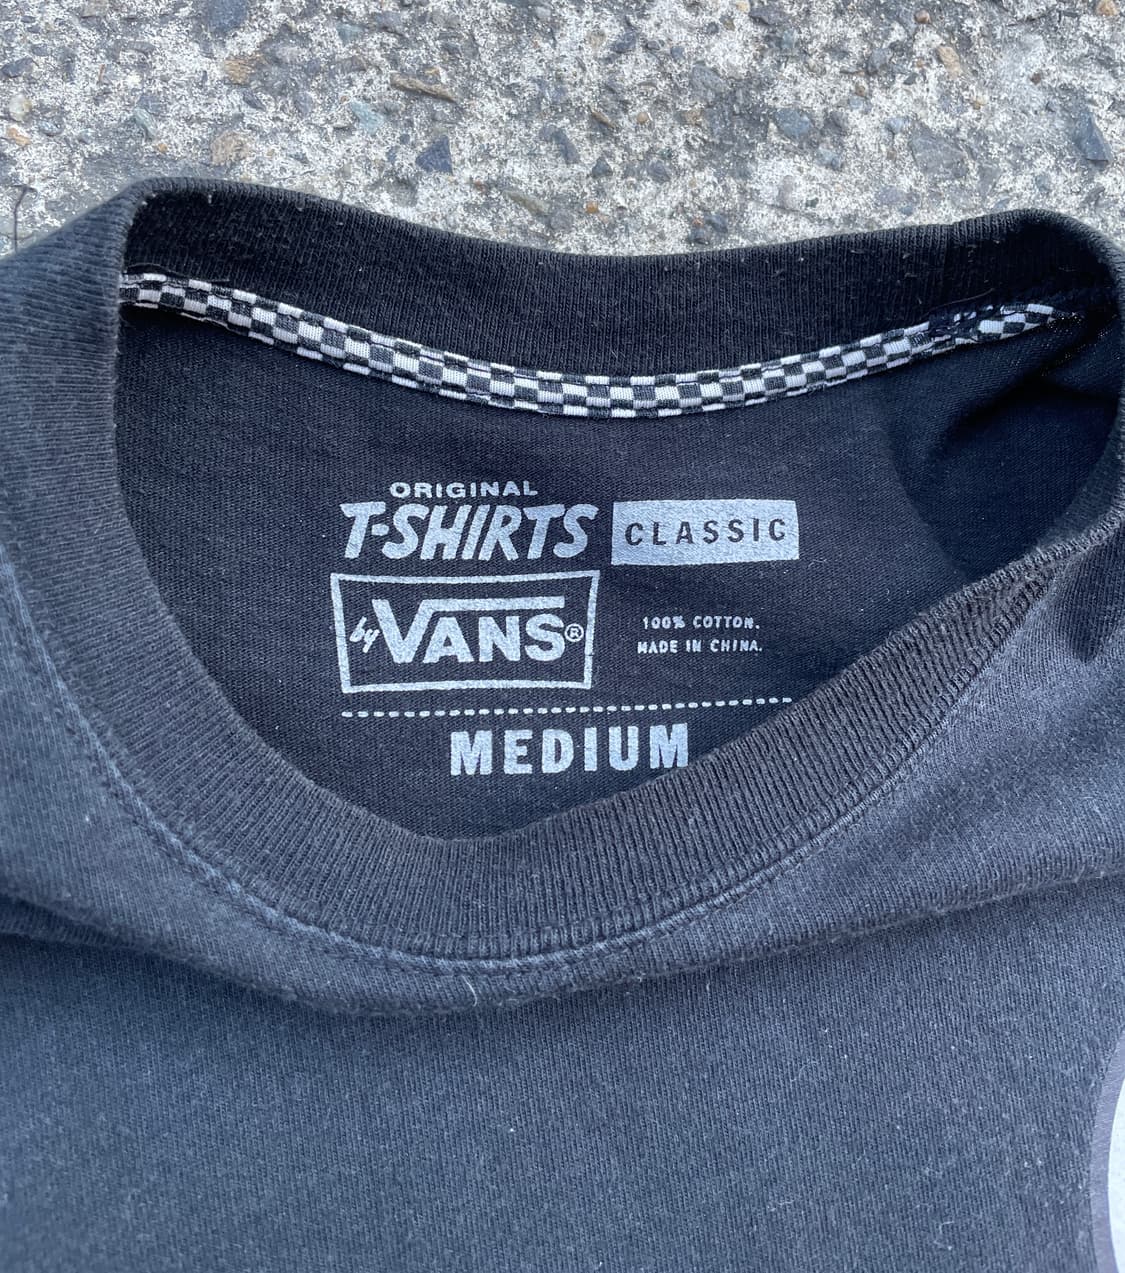 ORIGINAL
T-SHIRTS CLASSIC
by VANS®
100% COTTON.
MADE IN CHINA.
MEDIUM